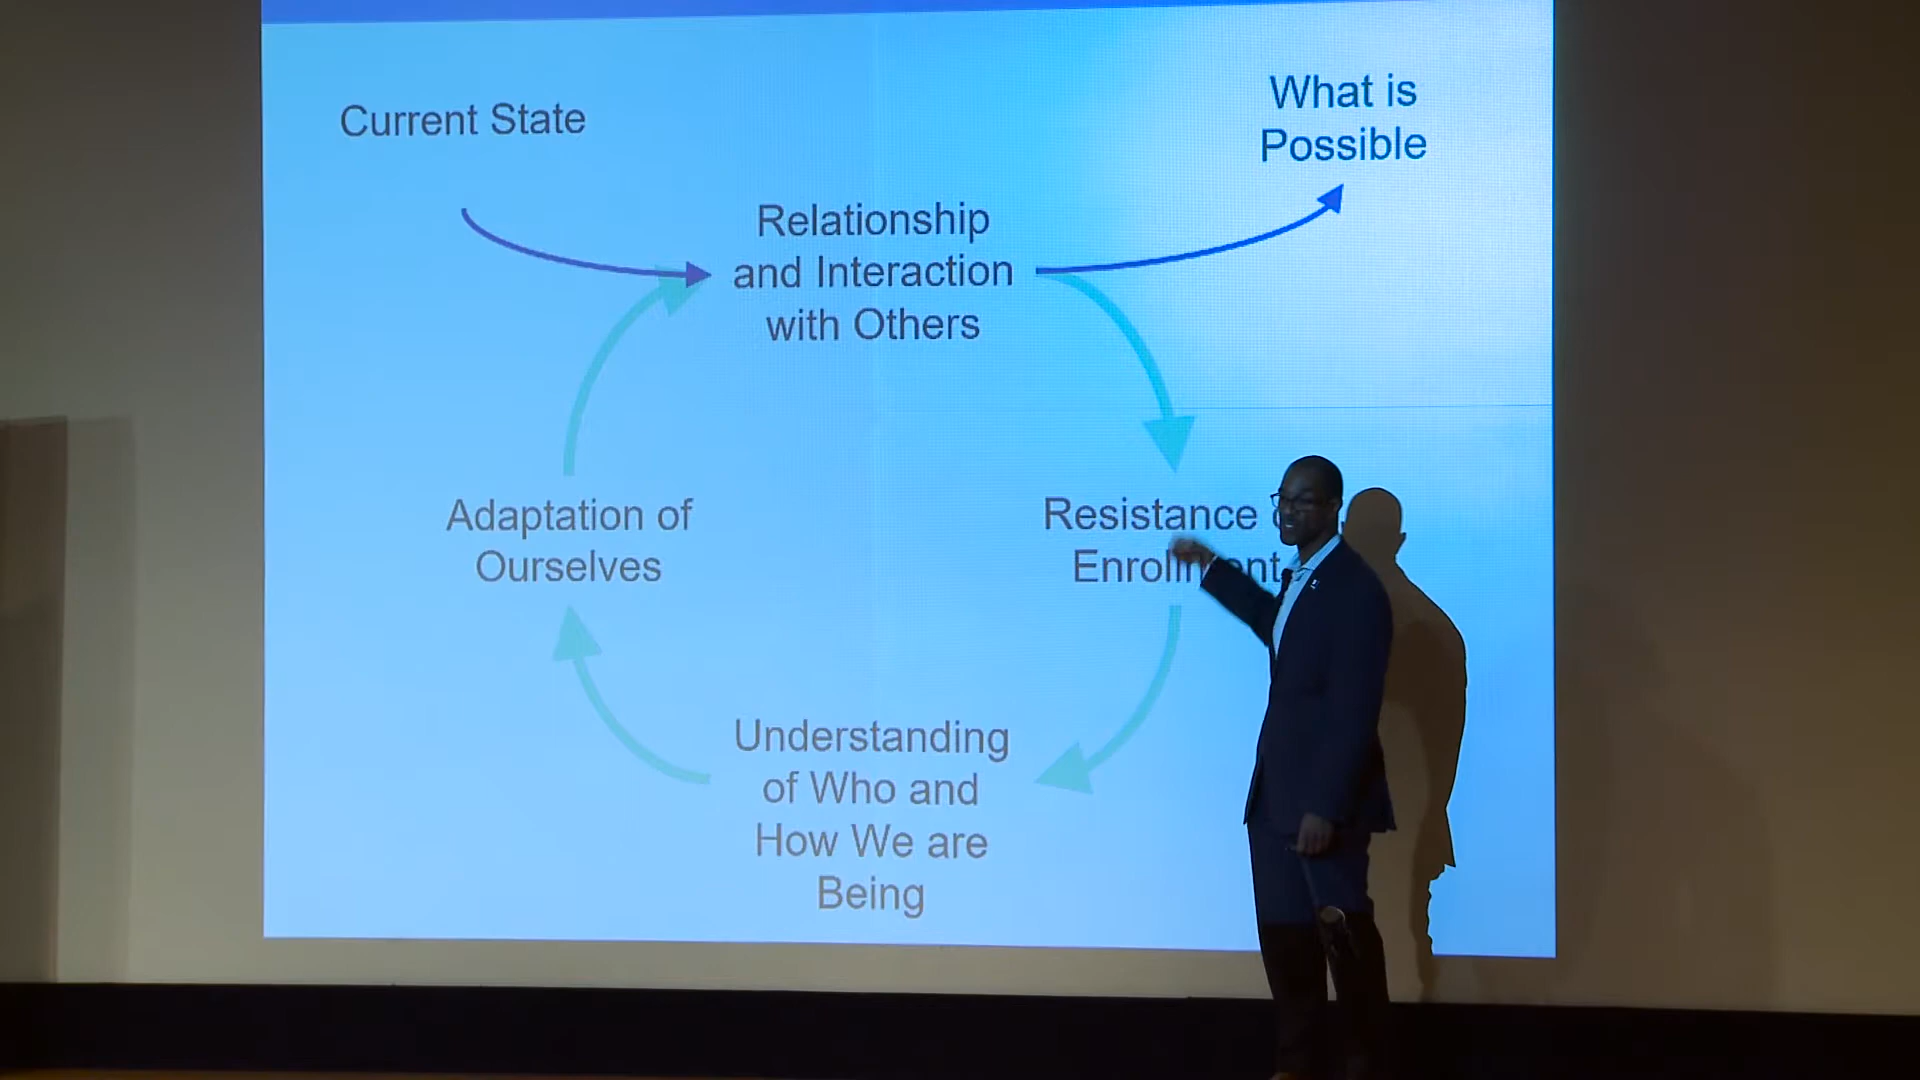 Current State
What is
Possible
Relationship
and Interaction
with Others
Adaptation of
Ourselves
Resistance
Enrollment
Understanding
of Who and
How We are
Being